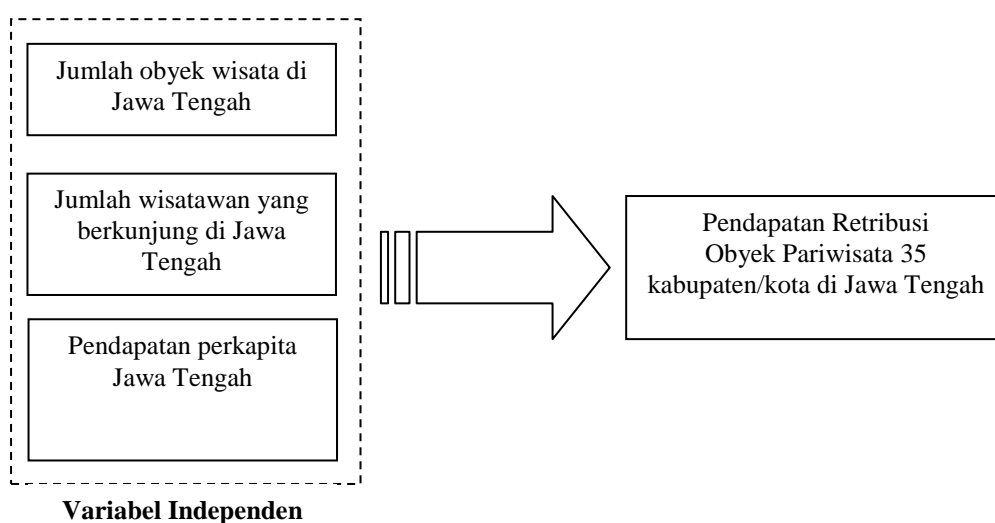 Jumlah obyek wisata di
Jawa Tengah
Jumlah wisatawan yang
berkunjung di Jawa
Tengah
Pendapatan perkapita
Jawa Tengah
Variabel Independen
Pendapatan Retribusi
Obyek Pariwisata 35
kabupaten/kota di Jawa Tengah